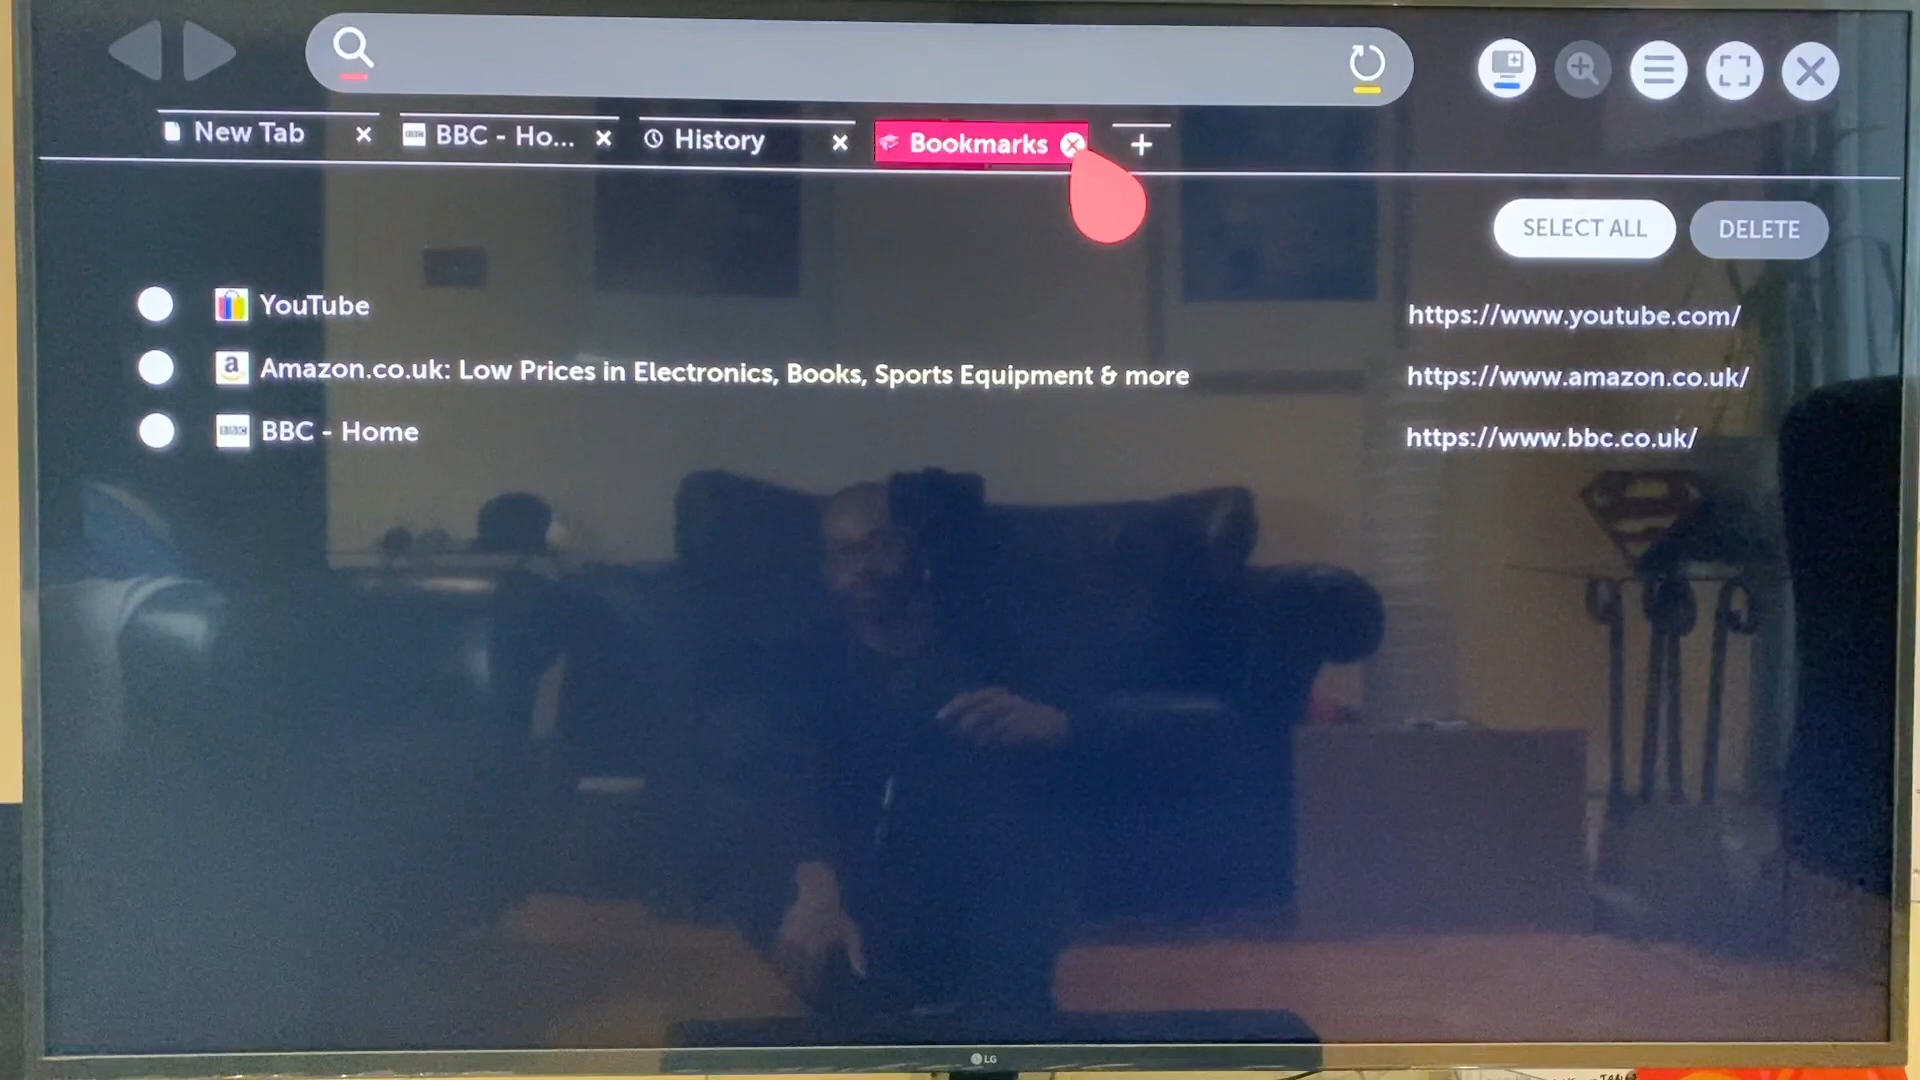 New Tab
BBC - Ho...
History
Bookmarks
SELECT ALL
DELETE
YouTube
https://www.youtube.com/
a Amazon.co.uk: Low Prices in Electronics, Books, Sports Equipment & more
https://www.amazon.co.uk/
BBC BBC - Home
https://www.bbc.co.uk/
LG